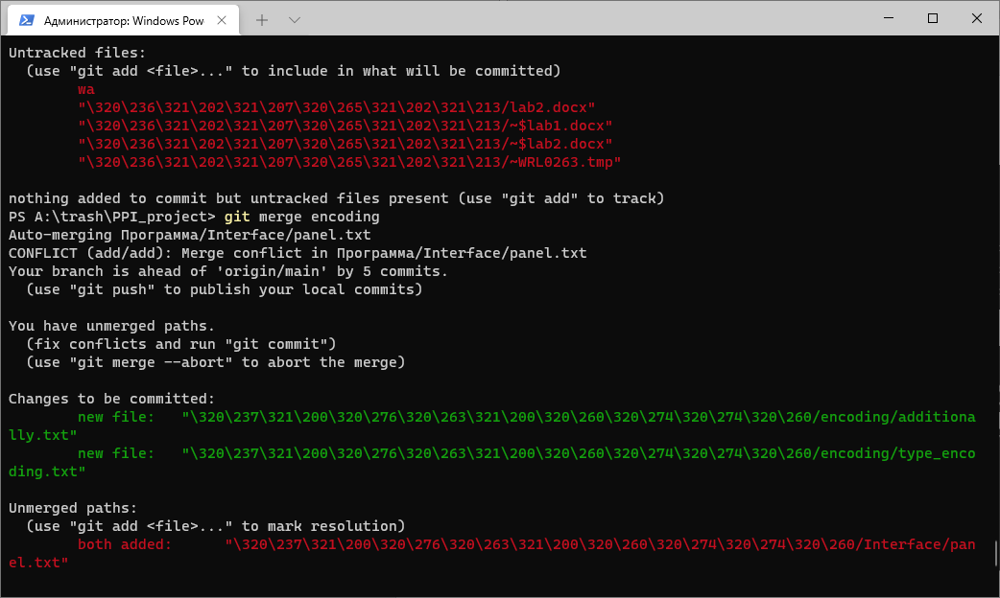 Администратор: Windows Pow
Untracked files:
(use "git add <file>..." to include in what will be committed)
wa
"\320\236\321\202\321\207\320\265\321\202\321\213/lab2.docx"
"\320\236\321\202\321\207\320\265\321\202\321\213/~$lab1.docx"
"\320\236\321\202\321\207\320\265\321\202\321\213/~$lab2.docx"
"\320\236\321\202\321\207\320\265\321\202\321\213/~WRL0263.tmp"
nothing added to commit but untracked files present (use "git add" to track)
PS A:\trash\PPI_project> git merge encoding
Auto-merging Программа/Interface/panel.txt
CONFLICT (add/add): Merge conflict in Программа/Interface/panel.txt
Your branch is ahead of 'origin/main' by 5 commits.
(use "git push" to publish your local commits)
You have unmerged paths.
(fix conflicts and run "git commit")
(use "git merge --abort" to abort the merge)
Changes to be committed:
new file:   "\320\237\321\200\320\276\320\263\321\200\320\260\320\274\320\274\320\260/encoding/additiona
lly.txt"
new file:   "\320\237\321\200\320\276\320\263\321\200\320\260\320\274\320\274\320\260/encoding/type_enco
ding.txt"
Unmerged paths:
(use "git add <file>..." to mark resolution)
both added:      "\320\237\321\200\320\276\320\263\321\200\320\260\320\274\320\274\320\260/Interface/pan
el.txt"